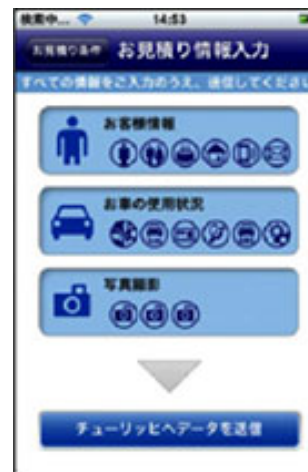 検索中... 14:53
お見積り条件 お見積り情報入力
すべての情報をご入力のうえ、送信してくださ
お客様情報
お車の使用状況
写真撮影
チューリッヒへデータを送信